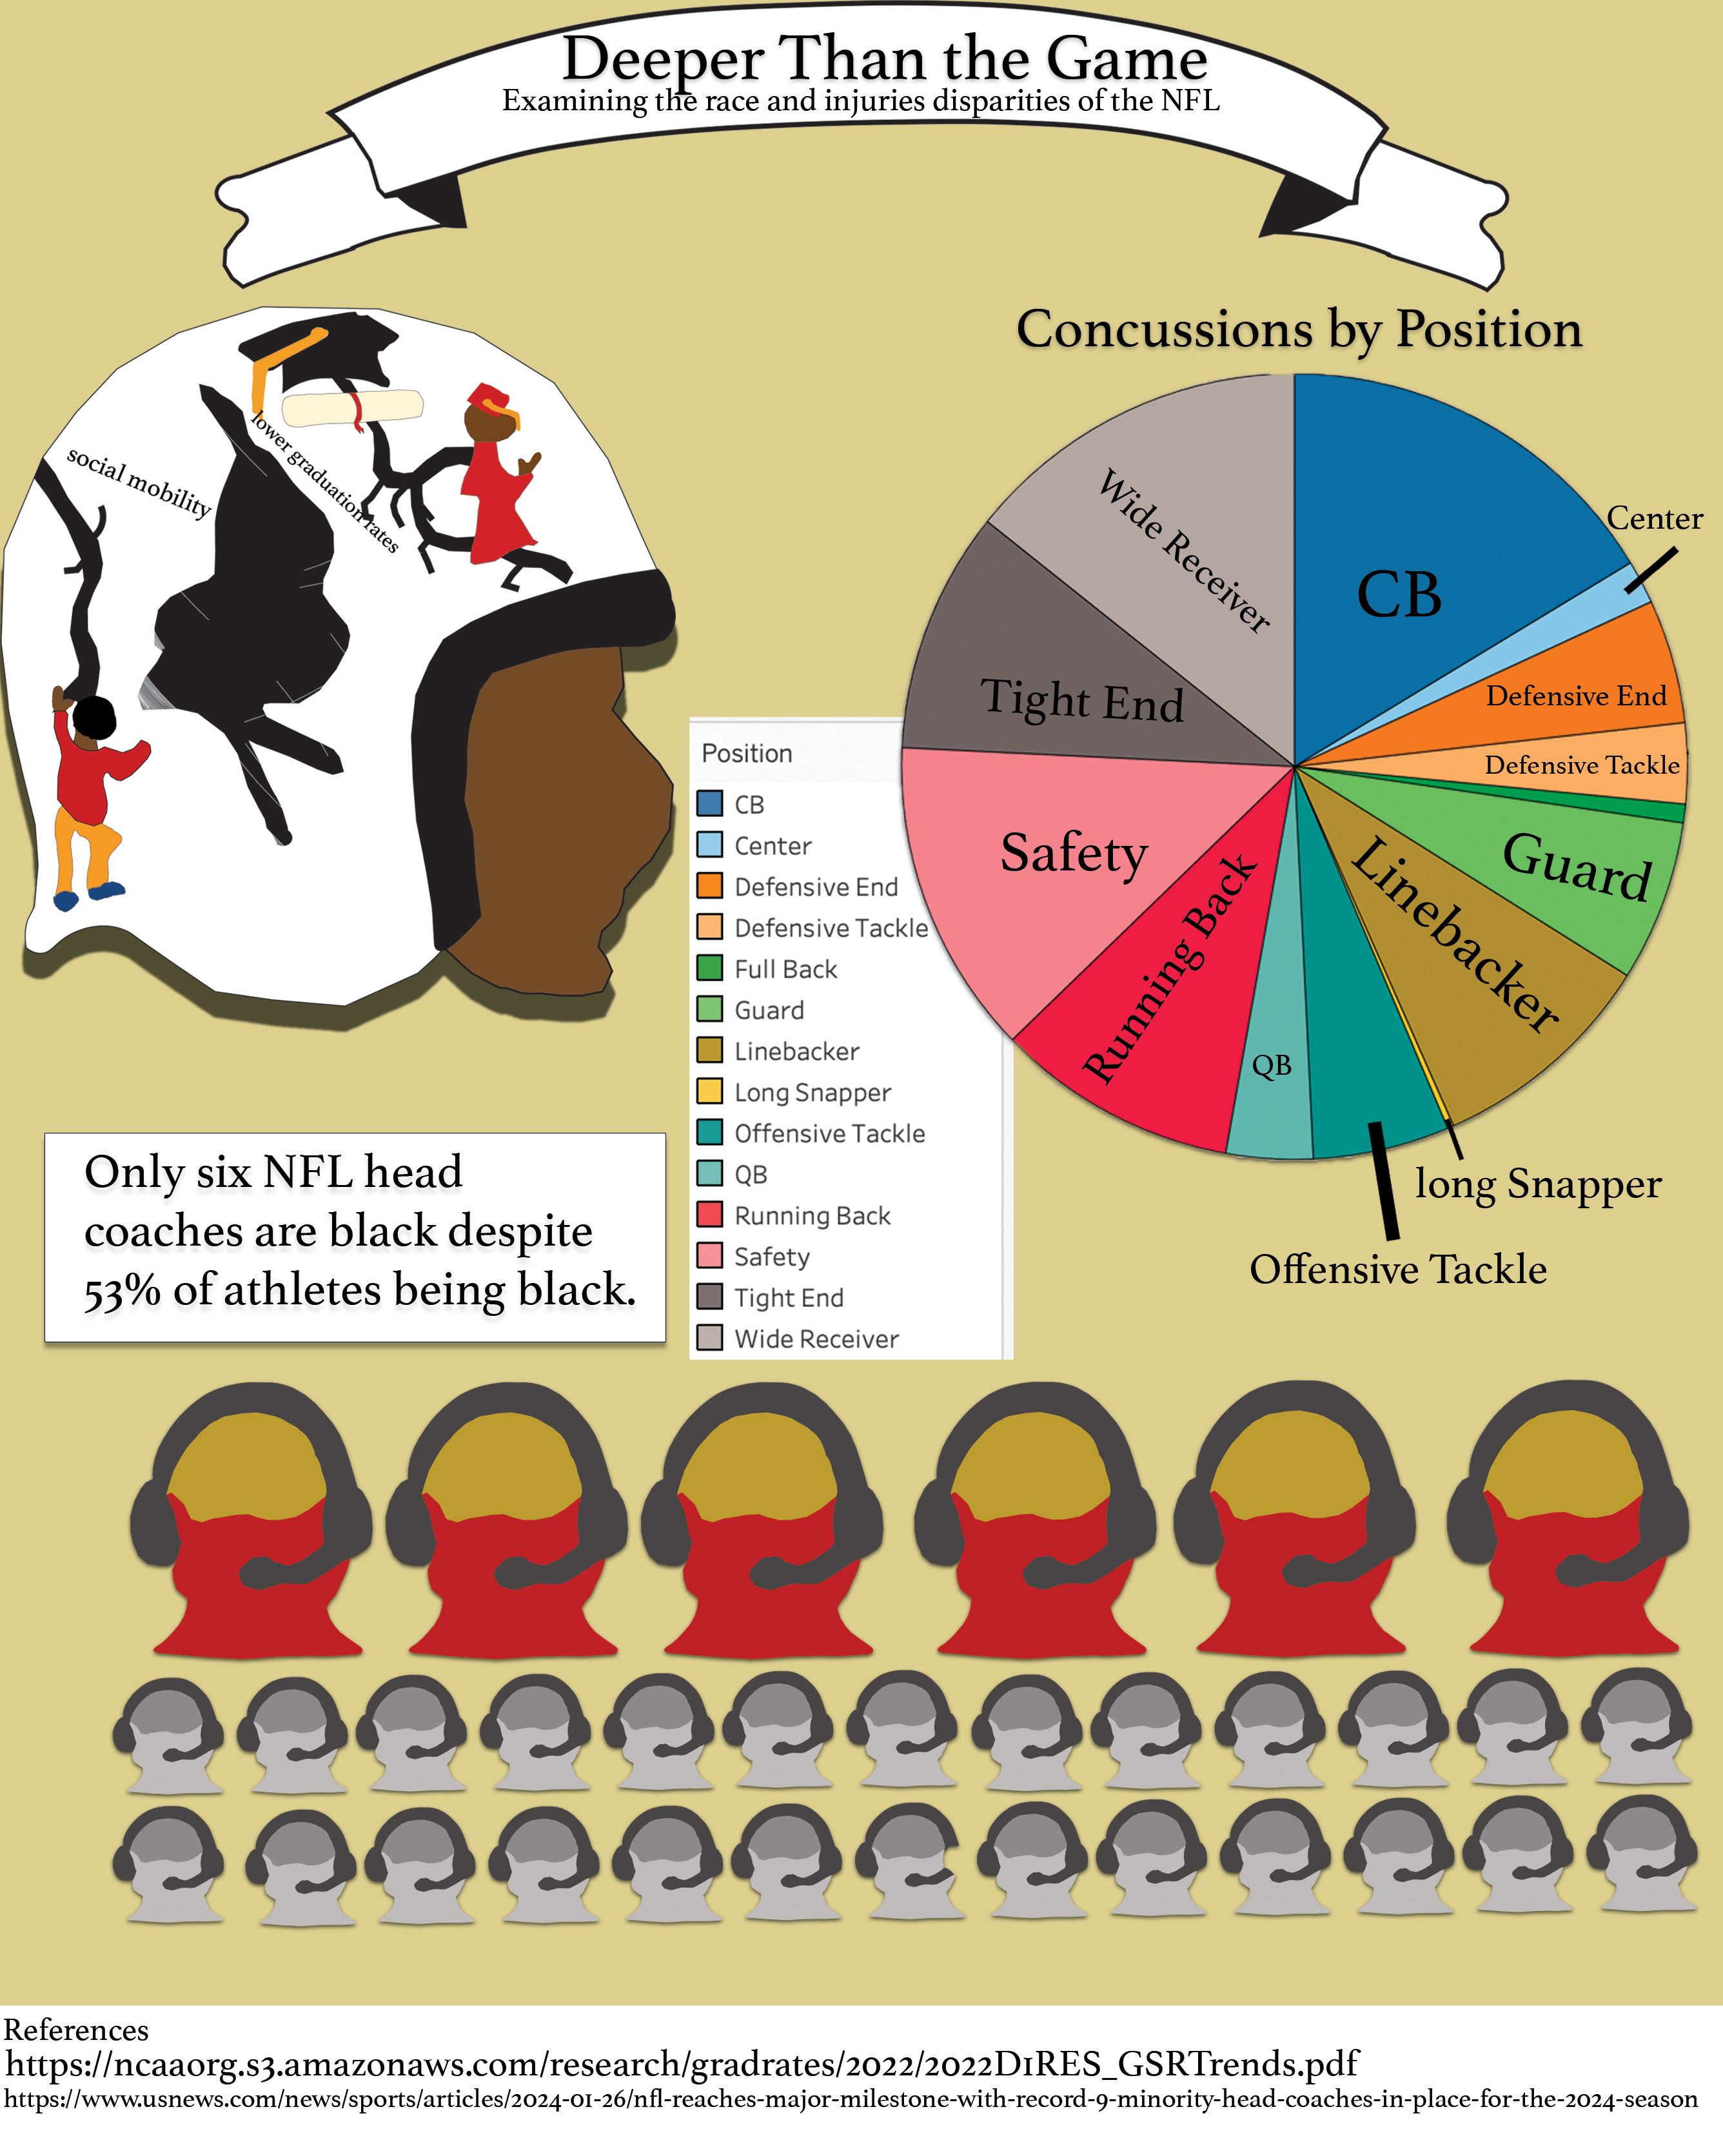 Deeper Than the Game
Examining the race and injuries disparities of the NFL
social mobility
lower graduation rates
Concussions by Position
Wide Receiver
CB
Center
Defensive End
Defensive Tackle
Guard
Linebacker
long Snapper
Offensive Tackle
QB
Running Back
Safety
Tight End
Position
CB
Center
Defensive End
Defensive Tackle
Full Back
Guard
Linebacker
Long Snapper
Offensive Tackle
QB
Running Back
Safety
Tight End
Wide Receiver
Only six NFL head
coaches are black despite
53% of athletes being black.
References
https://ncaaorg.s3.amazonaws.com/research/gradrates/2022/2022D1RES_GSRTrends.pdf
https://www.usnews.com/news/sports/articles/2024-01-26/nfl-reaches-major-milestone-with-record-9-minority-head-coaches-in-place-for-the-2024-season